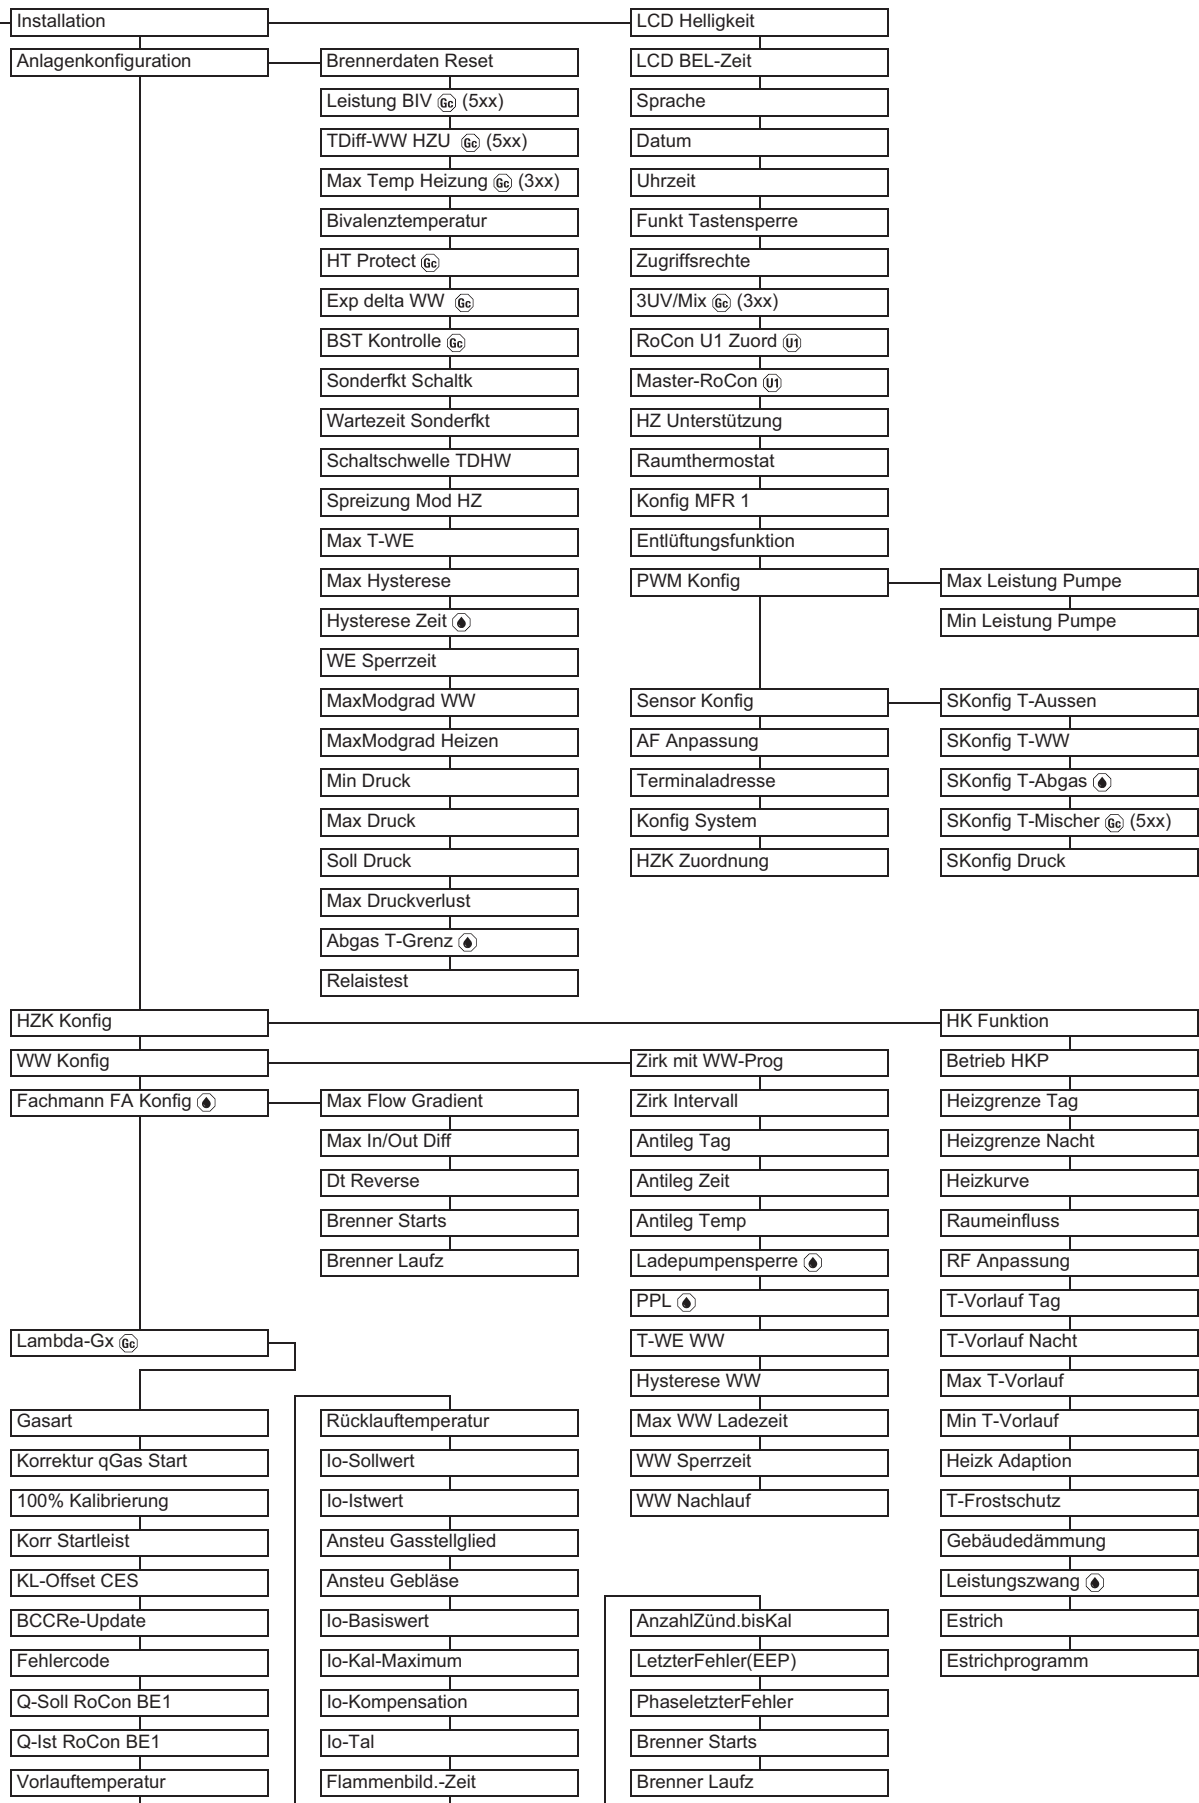 Installation
Anlagenkonfiguration
Brennerdaten Reset
Leistung BIV Gc (5xx)
TDiff-WW HZU Gc (5xx)
Max Temp Heizung Gc (3xx)
Bivalenztemperatur
HT Protect Gc
Exp delta WW Gc
BST Kontrolle Gc
Sonderfkt Schaltk
Wartezeit Sonderfkt
Schaltschwelle TDHW
Spreizung Mod HZ
Max T-WE
Max Hysterese
Hysterese Zeit
WE Sperrzeit
MaxModgrad WW
MaxModgrad Heizen
Min Druck
Max Druck
Soll Druck
Max Druckverlust
Abgas T-Grenz
Relaistest
LCD Helligkeit
LCD BEL-Zeit
Sprache
Datum
Uhrzeit
Funkt Tastensperre
Zugriffsrechte
3UV/Mix Gc (3xx)
RoCon U1 Zuord U1
Master-RoCon U1
HZ Unterstützung
Raumthermostat
Konfig MFR 1
Entlüftungsfunktion
PWM Konfig
Max Leistung Pumpe
Min Leistung Pumpe
Sensor Konfig
AF Anpassung
Terminaladresse
Konfig System
HZK Zuordnung
SKonfig T-Aussen
SKonfig T-WW
SKonfig T-Abgas
SKonfig T-Mischer Gc (5xx)
SKonfig Druck
HZK Konfig
WW Konfig
Fachmann FA Konfig
Lambda-Gx Gc
Max Flow Gradient
Max In/Out Diff
Dt Reverse
Brenner Starts
Brenner Laufz
Zirk mit WW-Prog
Zirk Intervall
Antileg Tag
Antileg Zeit
Antileg Temp
Ladepumpensperre
PPL
T-WE WW
Hysterese WW
Max WW Ladezeit
WW Sperrzeit
WW Nachlauf
HK Funktion
Betrieb HKP
Heizgrenze Tag
Heizgrenze Nacht
Heizkurve
Raumeinfluss
RF Anpassung
T-Vorlauf Tag
T-Vorlauf Nacht
Max T-Vorlauf
Min T-Vorlauf
Heizk Adaption
T-Frostschutz
Gebäudedämmung
Leistungszwang
Estrich
Estrichprogramm
Gasart
Korrektur qGas Start
100% Kalibrierung
Korr Startleist
KL-Offset CES
BCCRe-Update
Fehlercode
Q-Soll RoCon BE1
Q-Ist RoCon BE1
Vorlauftemperatur
Rücklauftemperatur
Io-Sollwert
Io-Istwert
Ansteu Gasstellglied
Ansteu Gebläse
Io-Basiswert
Io-Kal-Maximum
Io-Kompensation
Io-Tal
Flammenbild.-Zeit
AnzahlZünd.bisKal
LetzterFehler(EEP)
PhaseletzterFehler
Brenner Starts
Brenner Laufz